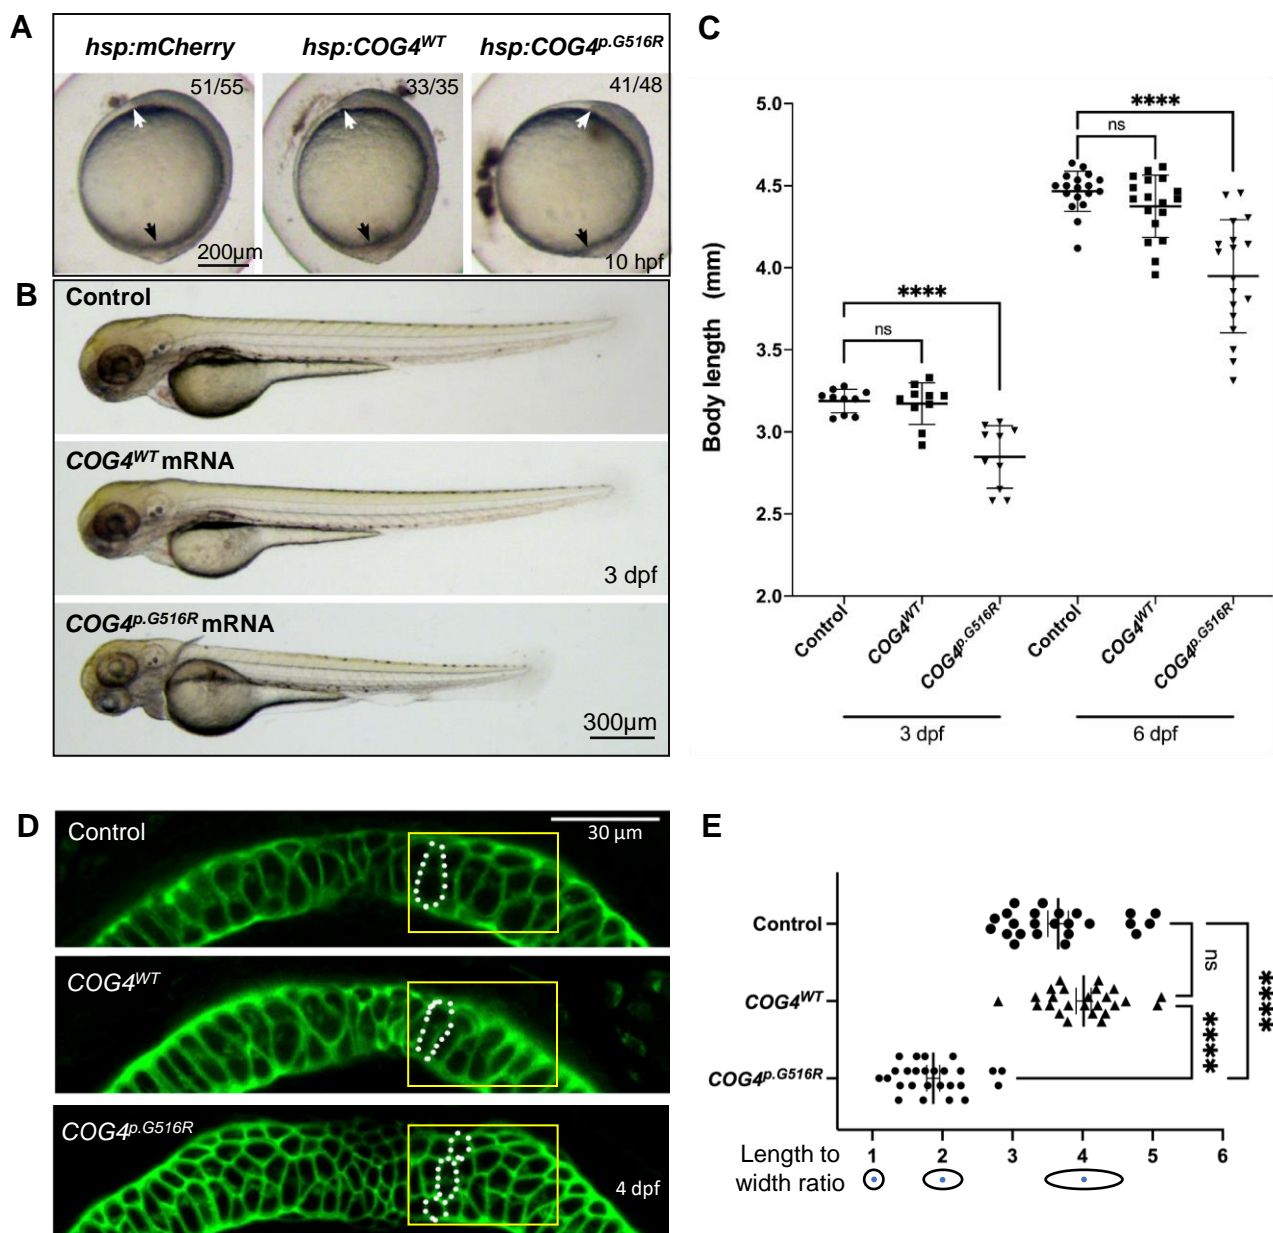 A
hsp:mCherry
hsp:COG4WT
hsp:COG4p.G516R
51/55
33/35
41/48
200μm
10 hpf
B
Control
COG4WT mRNA
3 dpf
COG4p.G516R mRNA
300μm
C
Body length (mm)
5.0
4.5
4.0
3.5
3.0
2.5
2.0
****
ns
****
ns
Control
COG4WT
COG4p.G516R
Control
COG4WT
COG4p.G516R
3 dpf
6 dpf
D
Control
30 μm
COG4WT
COG4p.G516R
4 dpf
E
Control
COG4WT
COG4p.G516R
ns
****
****
Length to
width ratio
1 2 3 4 5 6